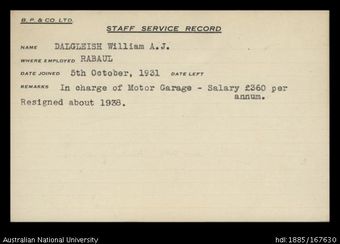 B. P. & CO. LTD.
STAFF SERVICE RECORD
NAME DALGLEISH William A.J.
WHERE EMPLOYED RABAUL
DATE JOINED 5th October, 1931 DATE LEFT
REMARKS In charge of Motor Garage - Salary £360 per
annum.
Resigned about 1938.
Australian National University
hdl:1885/167630